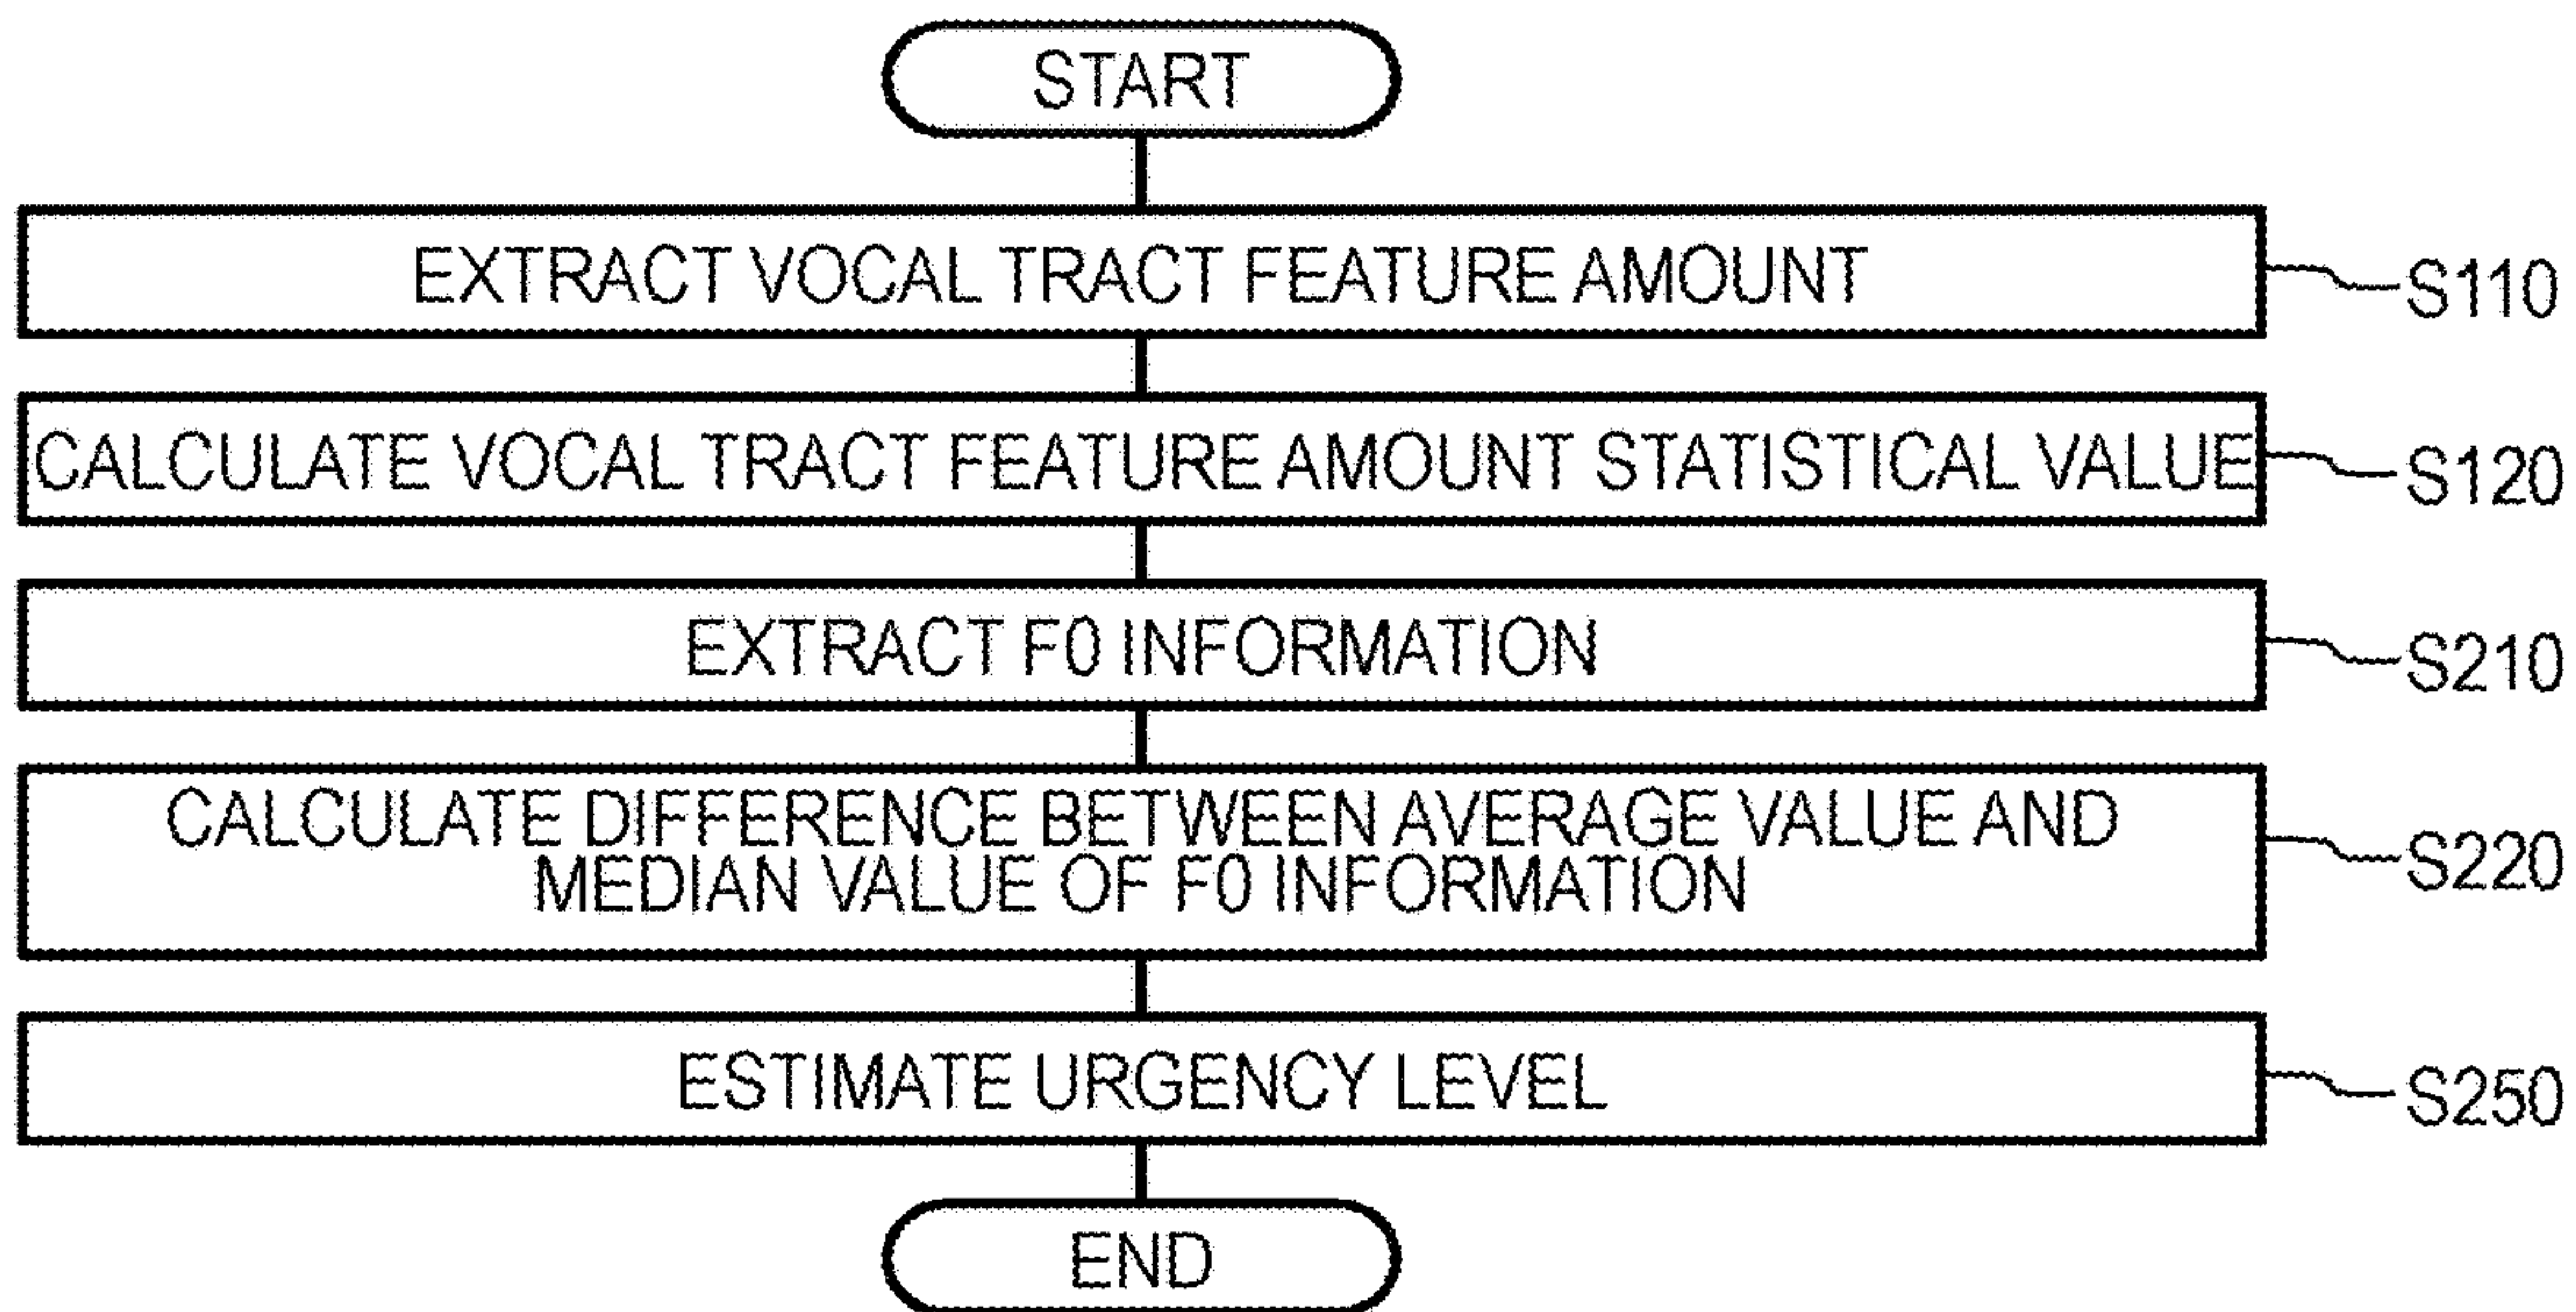 START
EXTRACT VOCAL TRACT FEATURE AMOUNT
S110
CALCULATE VOCAL TRACT FEATURE AMOUNT STATISTICAL VALUE
S120
EXTRACT F0 INFORMATION
S210
CALCULATE DIFFERENCE BETWEEN AVERAGE VALUE AND
MEDIAN VALUE OF F0 INFORMATION
S220
ESTIMATE URGENCY LEVEL
S250
END